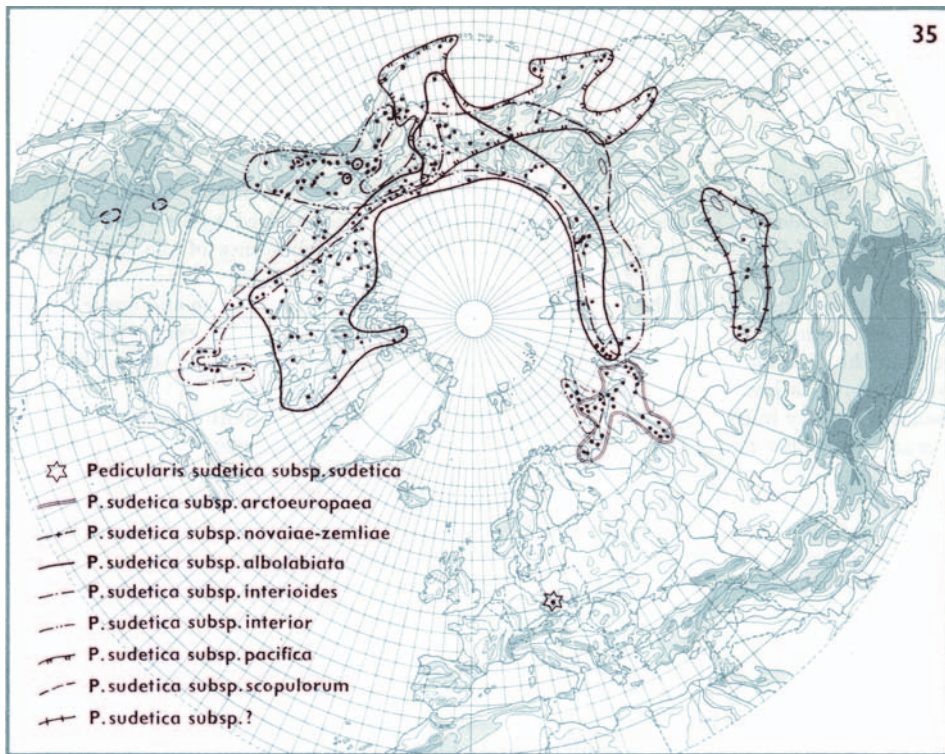 35
Pedicularis sudetica subsp. sudetica
P. sudetica subsp. arctoeuropaea
P. sudetica subsp. novaiae-zemliae
P. sudetica subsp. albolabiata
P. sudetica subsp. interioides
P. sudetica subsp. interior
P. sudetica subsp. pacifica
P. sudetica subsp. scopulorum
P. sudetica subsp. ?